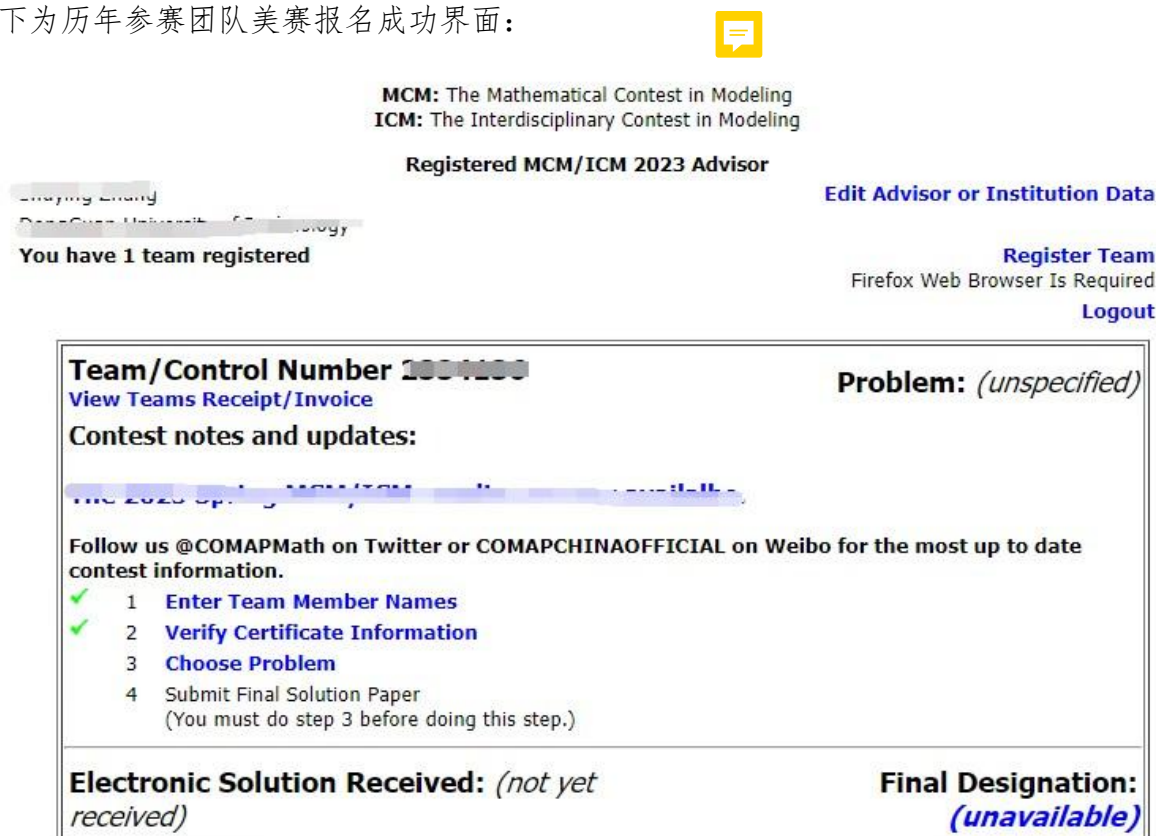 下为历年参赛团队美赛报名成功界面：
MCM: The Mathematical Contest in Modeling
ICM: The Interdisciplinary Contest in Modeling
Registered MCM/ICM 2023 Advisor
Edit Advisor or Institution Data
You have 1 team registered
Register Team
Firefox Web Browser Is Required
Logout
Team/Control Number
Problem: (unspecified)
View Teams Receipt/Invoice
Contest notes and updates:
Follow us @COMAPMath on Twitter or COMAPCHINAOFFICIAL on Weibo for the most up to date
contest information.
1 Enter Team Member Names
2 Verify Certificate Information
3 Choose Problem
4 Submit Final Solution Paper
(You must do step 3 before doing this step.)
Electronic Solution Received: (not yet
received)
Final Designation:
(unavailable)